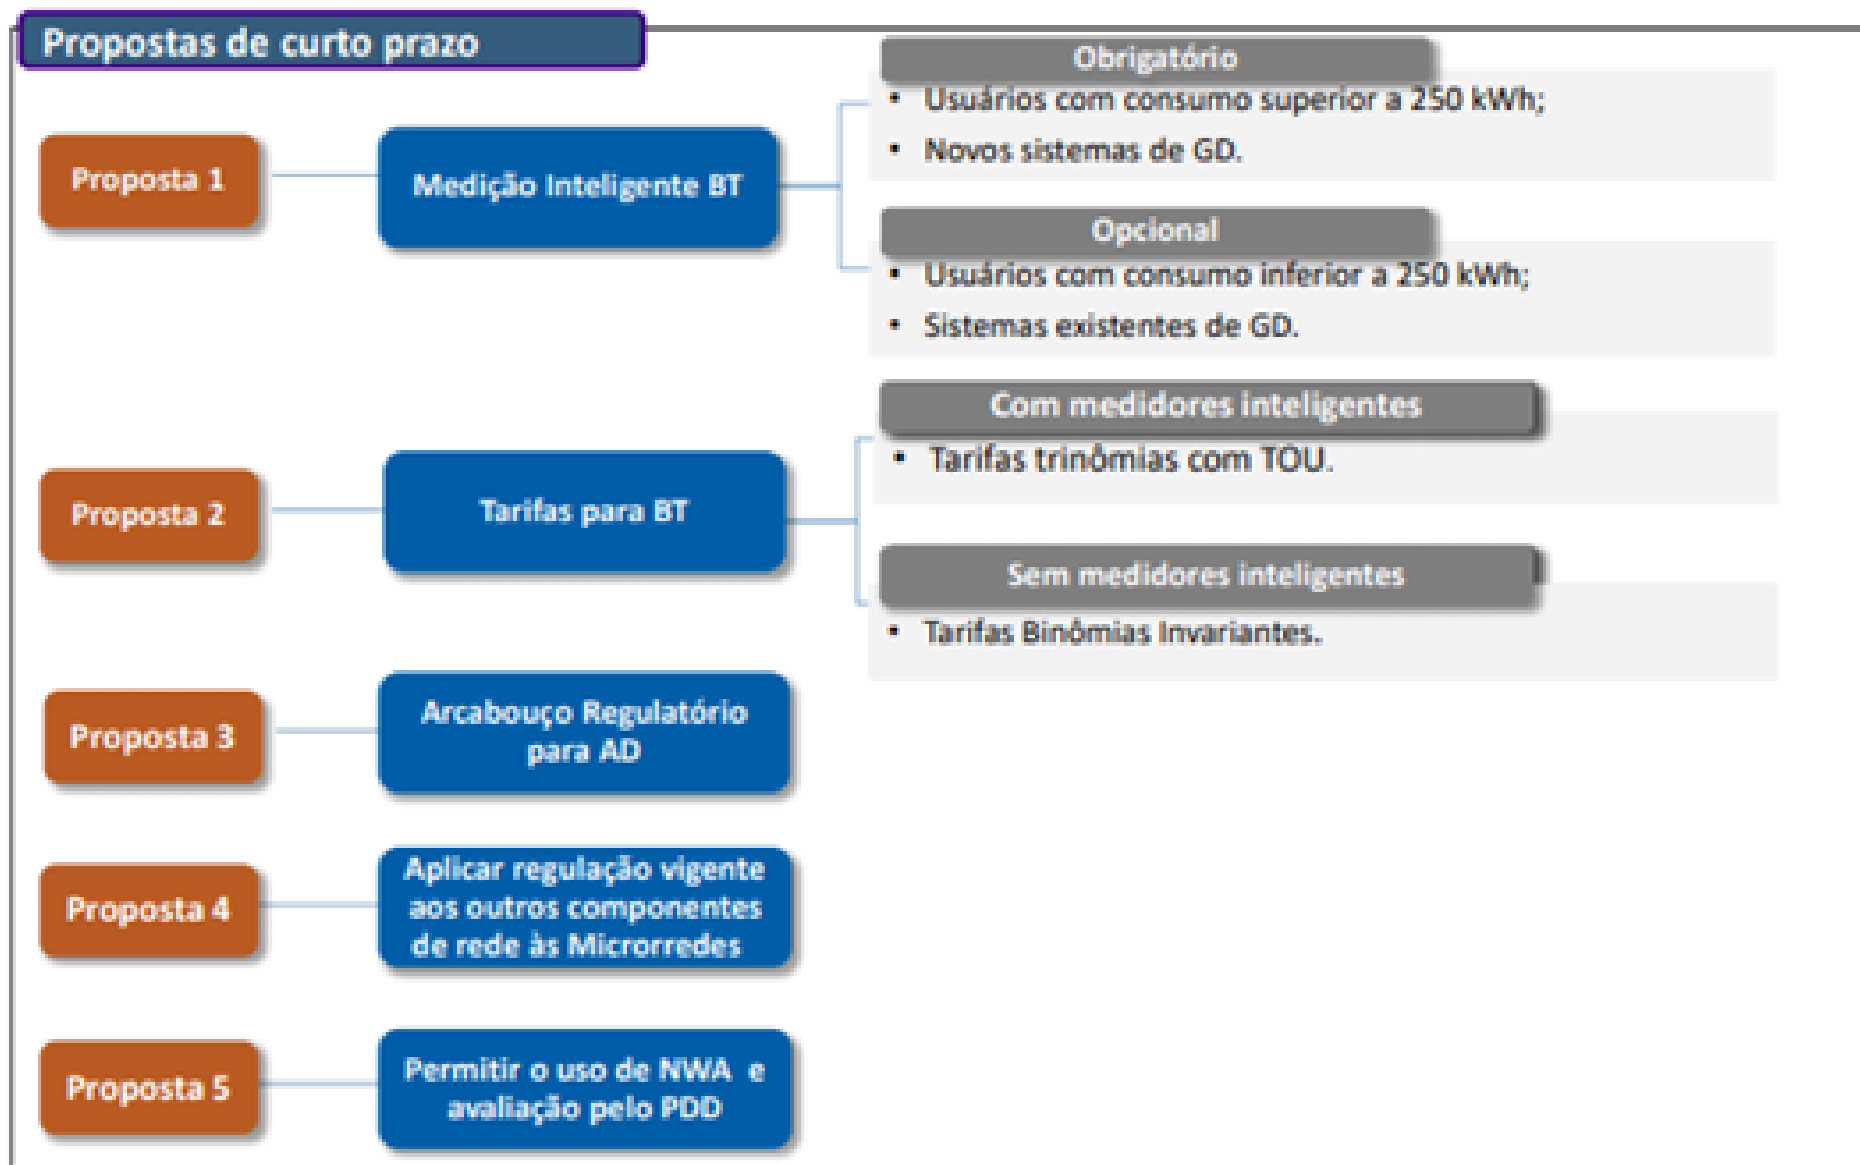 Propostas de curto prazo
Proposta 1
Medição Inteligente BT
Obrigatório
• Usuários com consumo superior a 250 kWh;
• Novos sistemas de GD.
Opcional
• Usuários com consumo inferior a 250 kWh;
• Sistemas existentes de GD.
Proposta 2
Tarifas para BT
Com medidores inteligentes
• Tarifas trinômias com TOU.
Sem medidores inteligentes
• Tarifas Binômias Invariantes.
Proposta 3
Arcabouço Regulatório
para AD
Proposta 4
Aplicar regulação vigente
aos outros componentes
de rede às Microrredes
Proposta 5
Permitir o uso de NWA e
avaliação pelo PDD